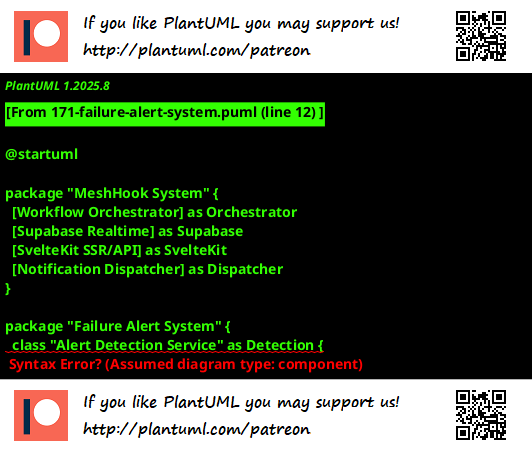 If you like PlantUML you may support us!
http://plantuml.com/patreon
PlantUML 1.2025.8
[From 171-failure-alert-system.puml (line 12) ]
@startuml
package "MeshHook System" {
  [Workflow Orchestrator] as Orchestrator
  [Supabase Realtime] as Supabase
  [SvelteKit SSR/API] as SvelteKit
  [Notification Dispatcher] as Dispatcher
}
package "Failure Alert System" {
  class "Alert Detection Service" as Detection {
Syntax Error? (Assumed diagram type: component)
If you like PlantUML you may support us!
http://plantuml.com/patreon